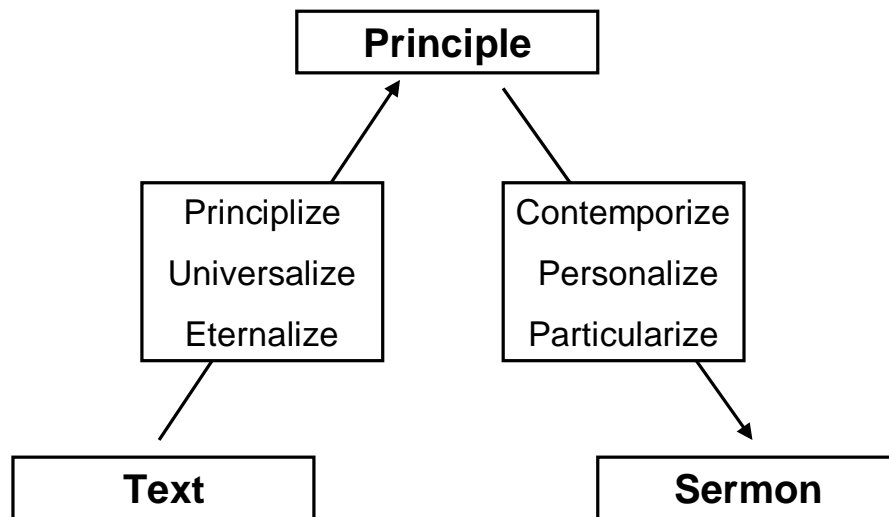 Principle
Principlize
Universalize
Eternalize
Contemporize
Personalize
Particularize
Text
Sermon